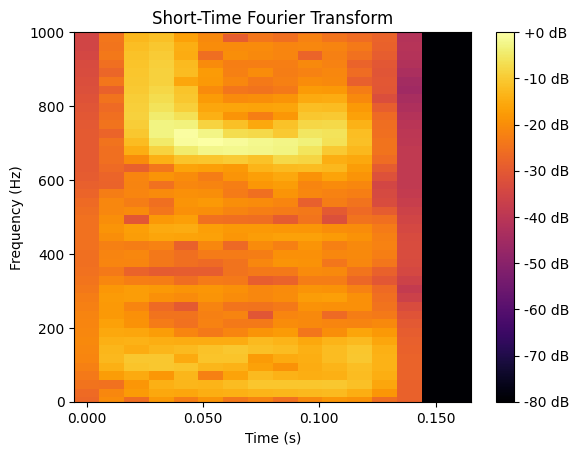 Short-Time Fourier Transform
1000
800
600
400
200
0
Frequency (Hz)
0.000
0.050
0.100
0.150
Time (s)
+0 dB
-10 dB
-20 dB
-30 dB
-40 dB
-50 dB
-60 dB
-70 dB
-80 dB